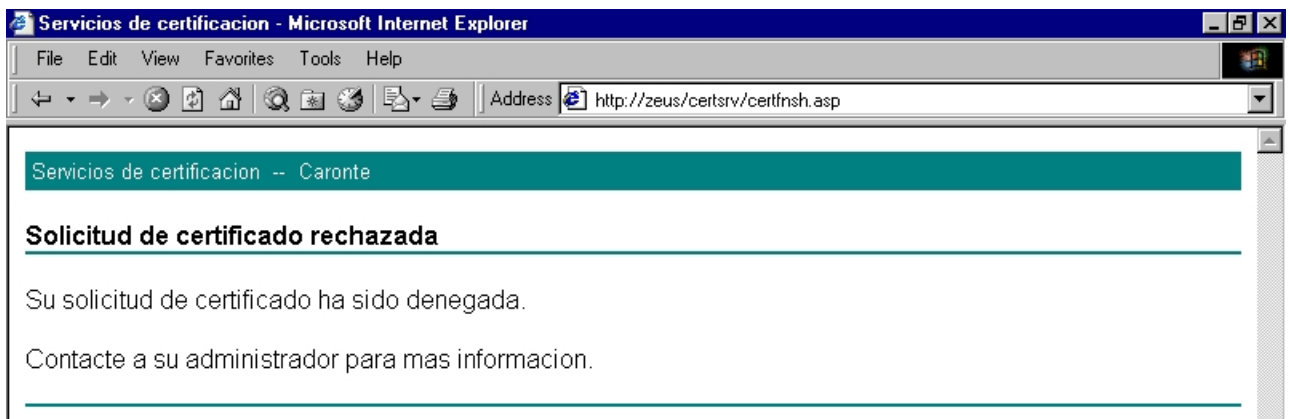 Servicios de certificacion - Microsoft Internet Explorer
File Edit View Favorites Tools Help
Address http://zeus/certsrv/certfnsh.asp
Servicios de certificacion -- Caronte
Solicitud de certificado rechazada
Su solicitud de certificado ha sido denegada.
Contacte a su administrador para mas informacion.